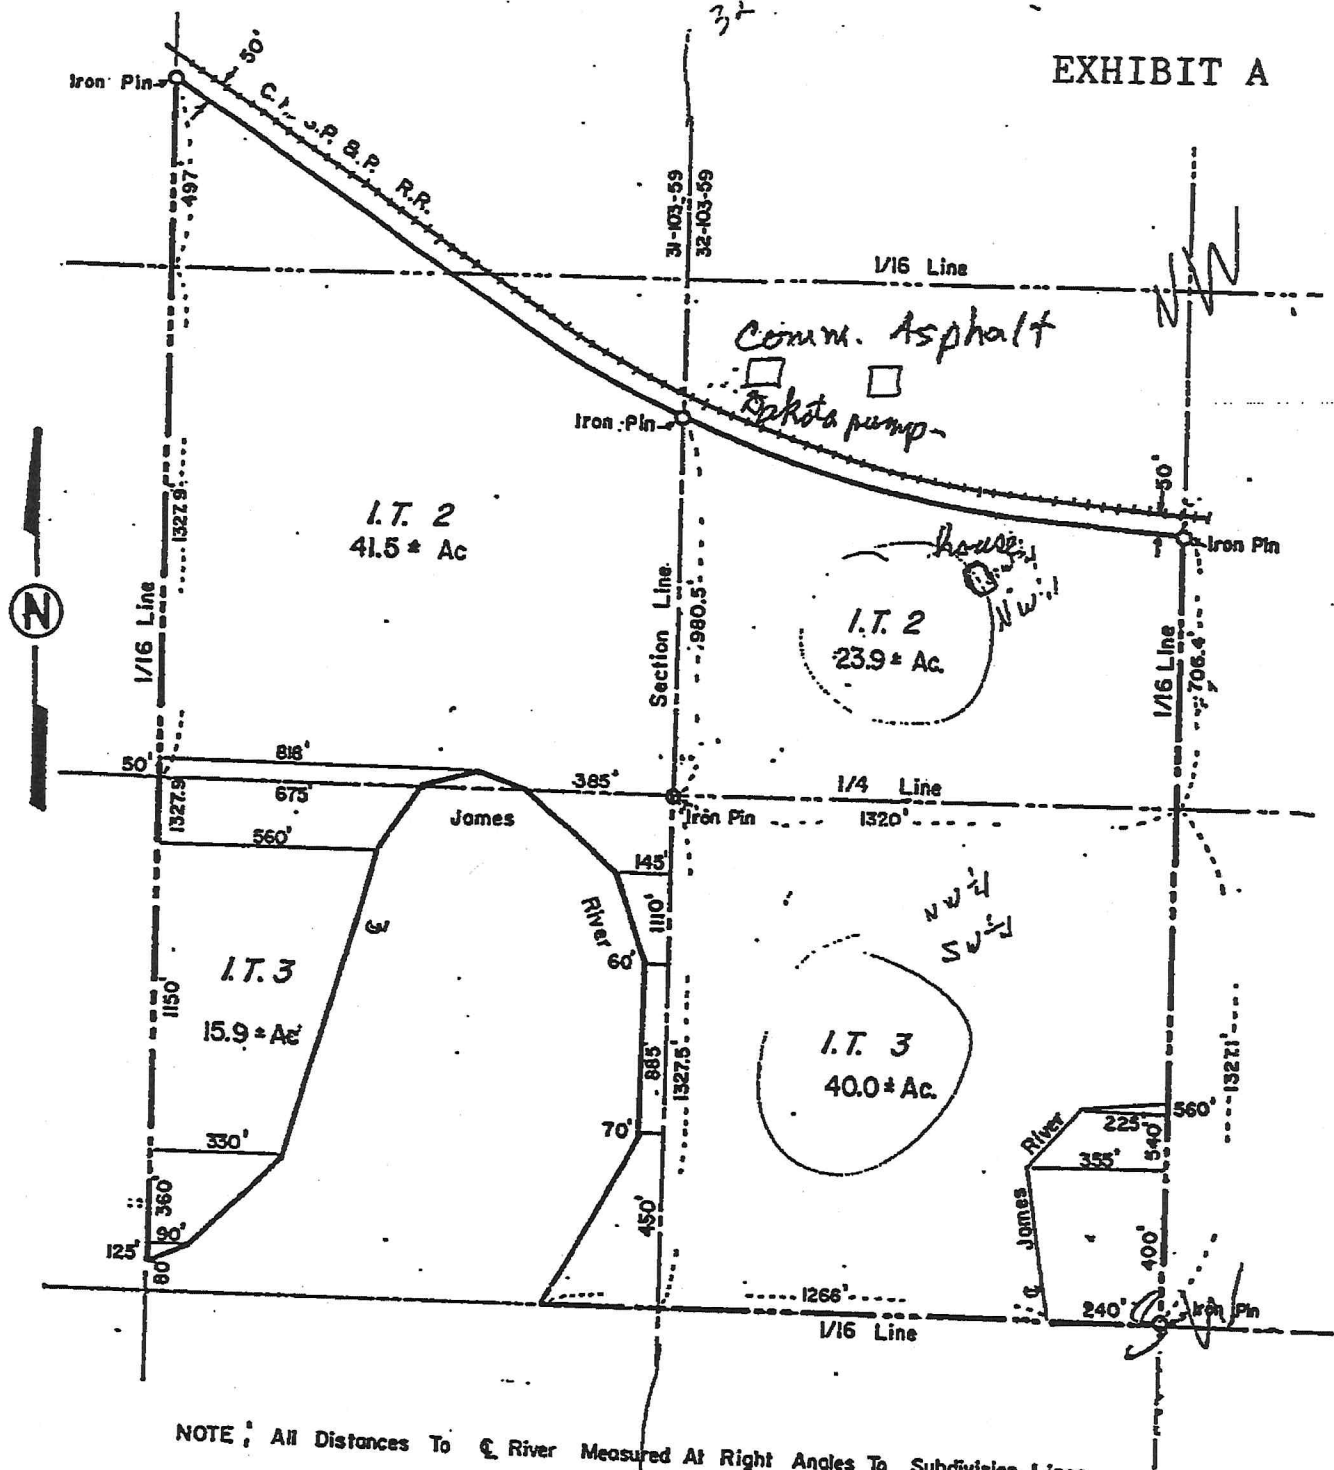 EXHIBIT A
Iron Pin
50'
C.M. S.P. & P. R.R.
497
31-103-59
32-103-59
1/16 Line
Comm. Asphalt
Dakota pump
Iron Pin
50'
Iron Pin
house
NW 1/4
I.T. 2
41.5 ± Ac
1327.9'
1/16 Line
Section Line
980.5'
I.T. 2
23.9 ± Ac.
1/16 Line
706.4'
N
50'
818'
675'
385'
1/4 Line
1320'
Iron Pin
1327.9
560'
James
River
145'
1110'
60'
NW 1/4
SW 1/4
I.T. 3
15.9 ± Ac
1150'
℄
885'
1327.5'
I.T. 3
40.0 ± Ac.
1327.1'
70'
330'
360'
90'
125'
80'
450'
560'
225'
540'
River
355'
James
400'
℄
240'
Iron Pin
1266'
1/16 Line
NOTE: All Distances To ℄ River Measured At Right Angles To Subdivision Lines